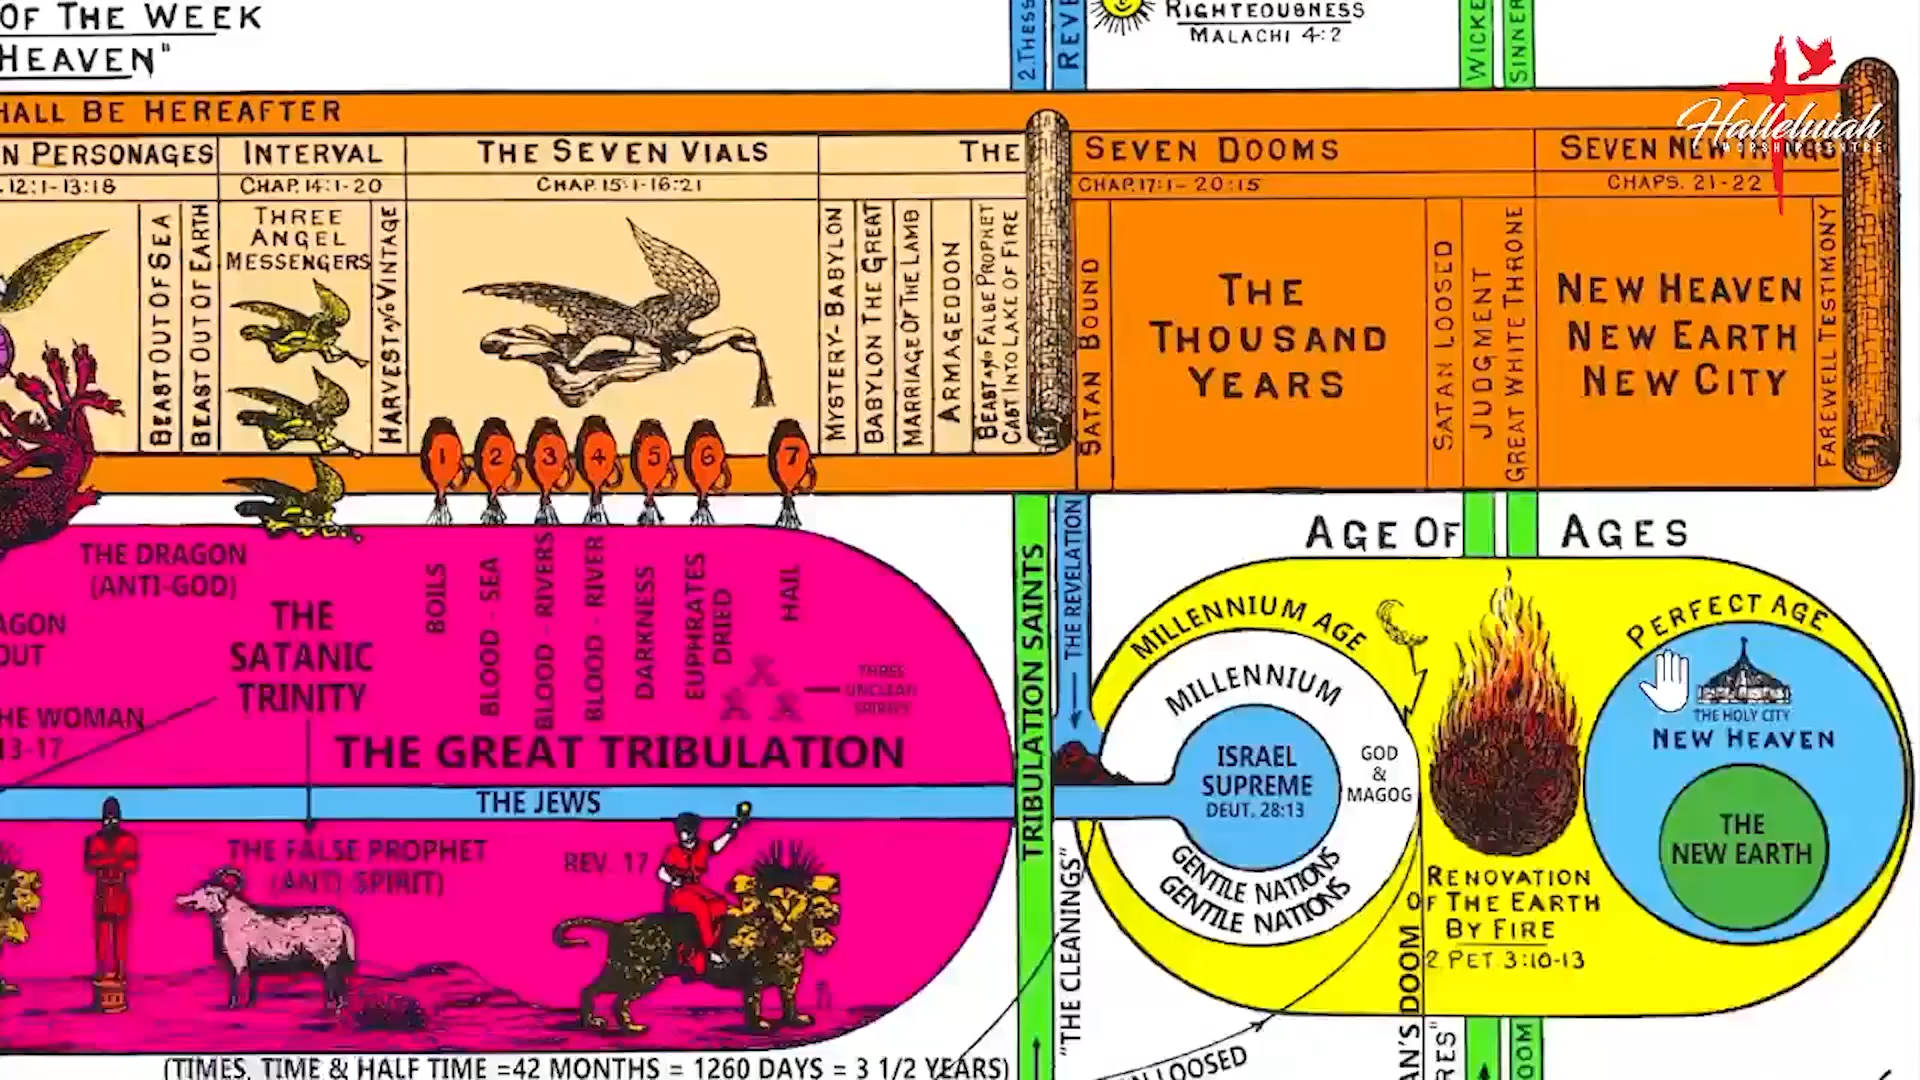 OF THE WEEK
HEAVEN"
2.THESS
REVE
RIGHTEOUSNESS
MALACHI 4:2
WICKE
SINNER
Halleluiah
WORSHIP CENTRE
HALL BE HEREAFTER
N PERSONAGES
.12:1-13:18
INTERVAL
CHAP. 14:1-20
THE SEVEN VIALS
CHAP. 15:1-16:21
THE
SEVEN DOOMS
CHAP. 17:1-20:15
SEVEN NEW THINGS
CHAPS. 21-22
BEAST OUT OF SEA
BEAST OUT OF EARTH
THREE
ANGEL
MESSENGERS
HARVEST AND VINTAGE
MYSTERY-BABYLON
BABYLON THE GREAT
MARRIAGE OF THE LAMB
ARMAGEDDON
BEAST AND FALSE PROPHET
CAST INTO LAKE OF FIRE
SATAN BOUND
THE
THOUSAND
YEARS
SATAN LOOSED
JUDGMENT
GREAT WHITE THRONE
NEW HEAVEN
NEW EARTH
NEW CITY
FAREWELL TESTIMONY
1
2
3
4
5
6
7
THE DRAGON
(ANTI-GOD)
AGON
OUT
THE
SATANIC
TRINITY
HE WOMAN
13-17
BOILS
BLOOD - SEA
BLOOD - RIVERS
BLOOD - RIVER
DARKNESS
EUPHRATES
DRIED
HAIL
THREE
UNCLEAN
SPIRITS
THE GREAT TRIBULATION
THE JEWS
THE FALSE PROPHET
(ANTI-SPIRIT)
REV. 17
(TIMES, TIME & HALF TIME =42 MONTHS = 1260 DAYS = 3 1/2 YEARS)
TRIBULATION SAINTS
THE REVELATION
"THE CLEANINGS"
AGE OF AGES
MILLENNIUM AGE
MILLENNIUM
ISRAEL
SUPREME
DEUT. 28:13
GOD
&
MAGOG
GENTILE NATIONS
GENTILE NATIONS
RENOVATION
OF THE EARTH
BY FIRE
2 PET. 3:10-13
PERFECT AGE
THE HOLY CITY
NEW HEAVEN
THE
NEW EARTH
N LOOSED
AN'S DOOM
RES"
OOM